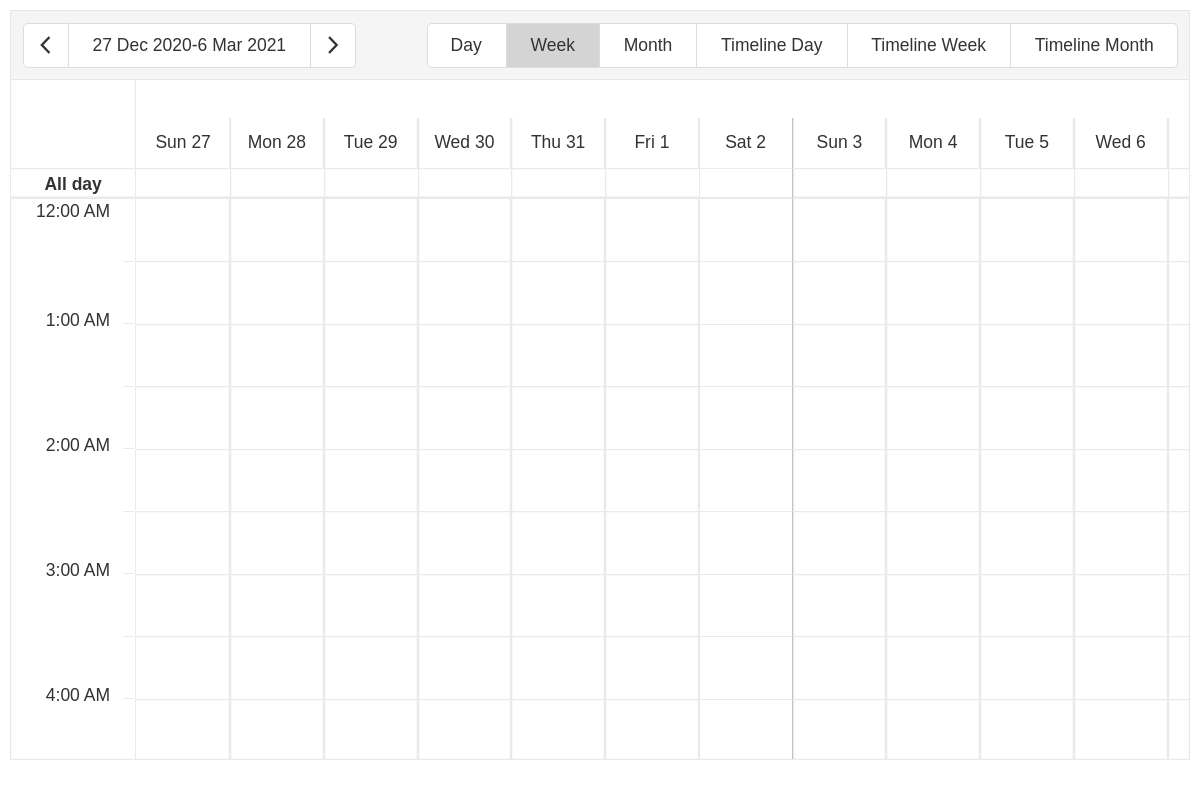 27 Dec 2020-6 Mar 2021 Day Week Month Timeline Day Timeline Week Timeline Month
Sun 27 Mon 28 Tue 29 Wed 30 Thu 31 Fri 1 Sat 2 Sun 3 Mon 4 Tue 5 Wed 6
All day
12:00 AM
1:00 AM
2:00 AM
3:00 AM
4:00 AM